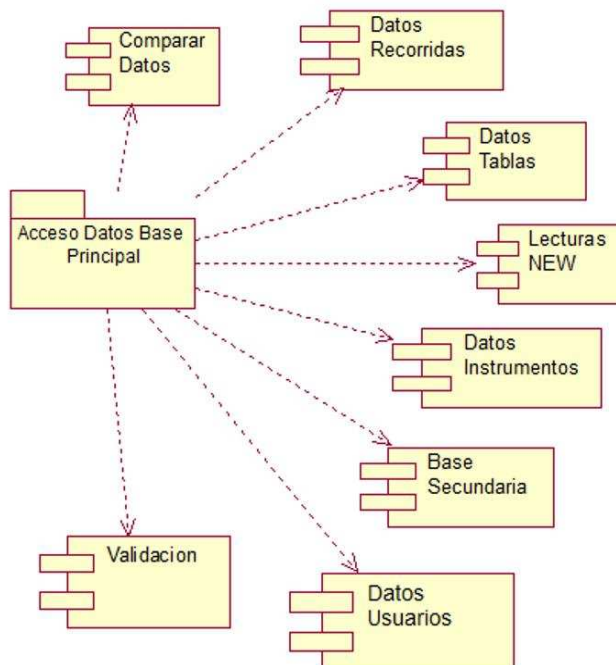 Comparar
Datos
Datos
Recorridas
Datos
Tablas
Acceso Datos Base
Principal
Lecturas
NEW
Datos
Instrumentos
Base
Secundaria
Validacion
Datos
Usuarios